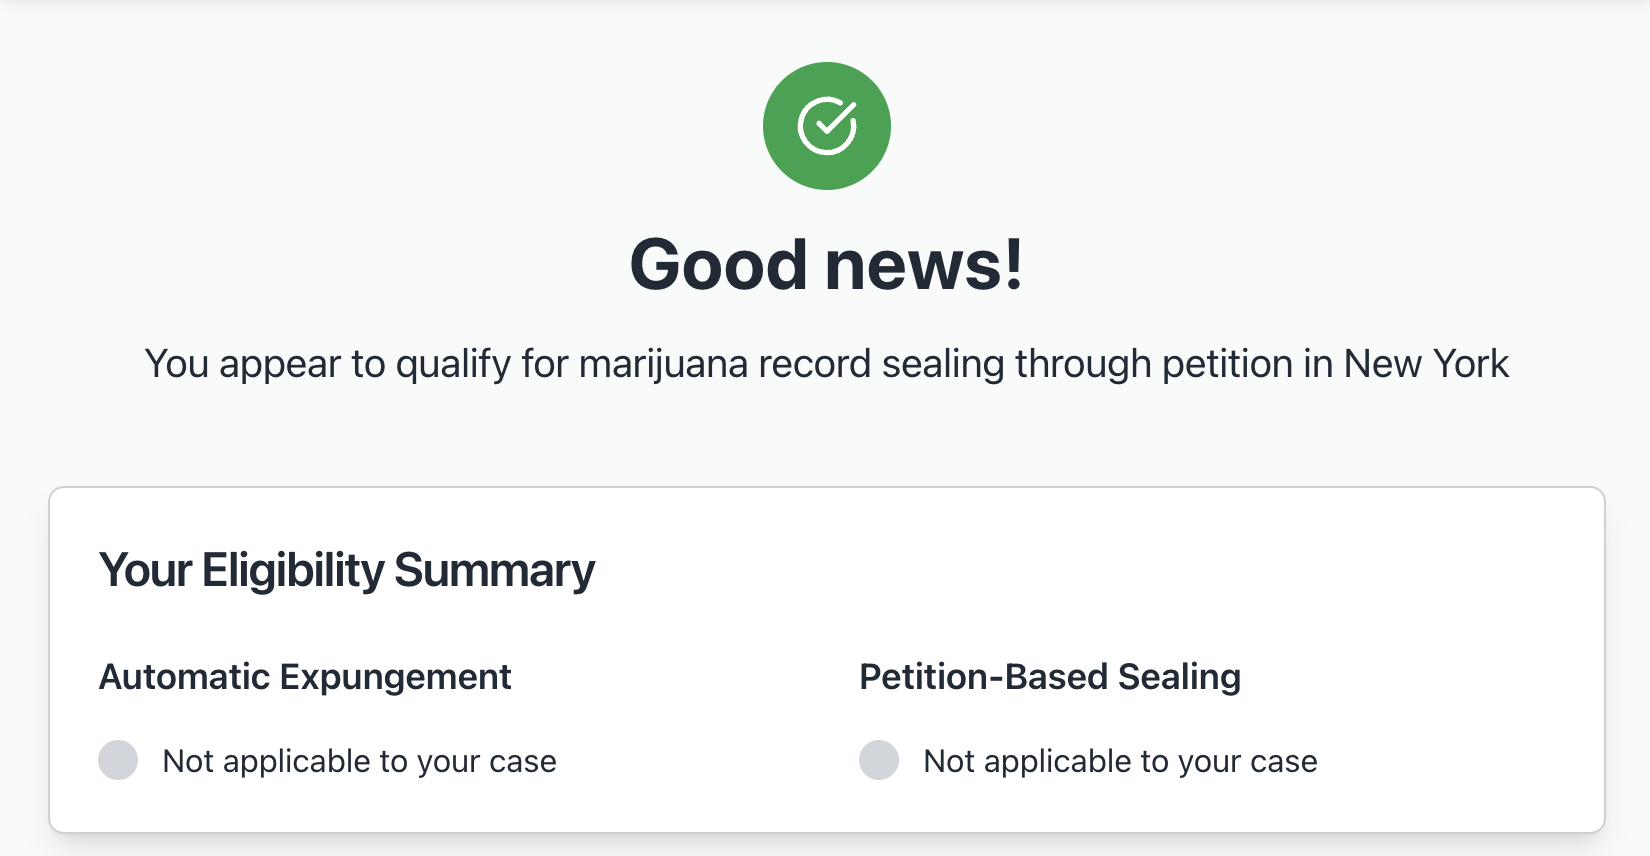 Good news!
You appear to qualify for marijuana record sealing through petition in New York
Your Eligibility Summary
Automatic Expungement
Not applicable to your case
Petition-Based Sealing
Not applicable to your case